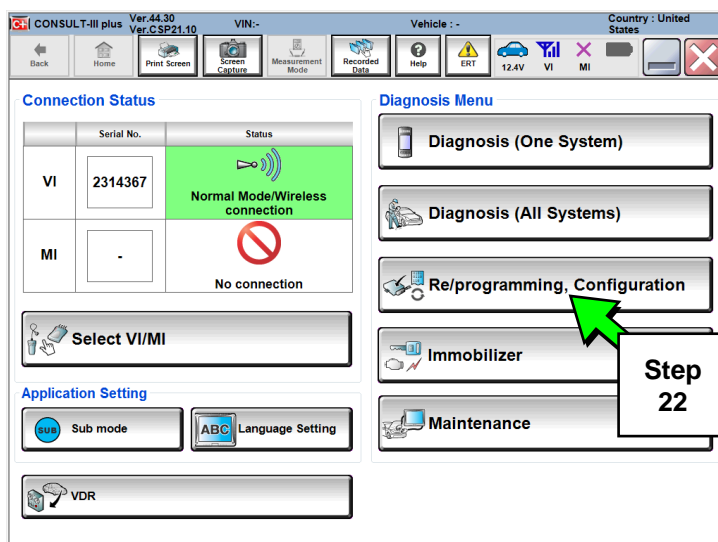 C+ CONSULT-III plus Ver.44.30 VIN:- Vehicle : - Country : United
Ver.CSP21.10 States
Back Home Print Screen Screen Capture Measurement Mode Recorded Data Help ERT 12.4V VI MI
Connection Status
Serial No. Status
VI 2314367 Normal Mode/Wireless
connection
MI - No connection
Select VI/MI
Application Setting
SUB Sub mode
ABC Language Setting
VDR
Diagnosis Menu
Diagnosis (One System)
Diagnosis (All Systems)
Re/programming, Configuration
Immobilizer
Maintenance
Step
22